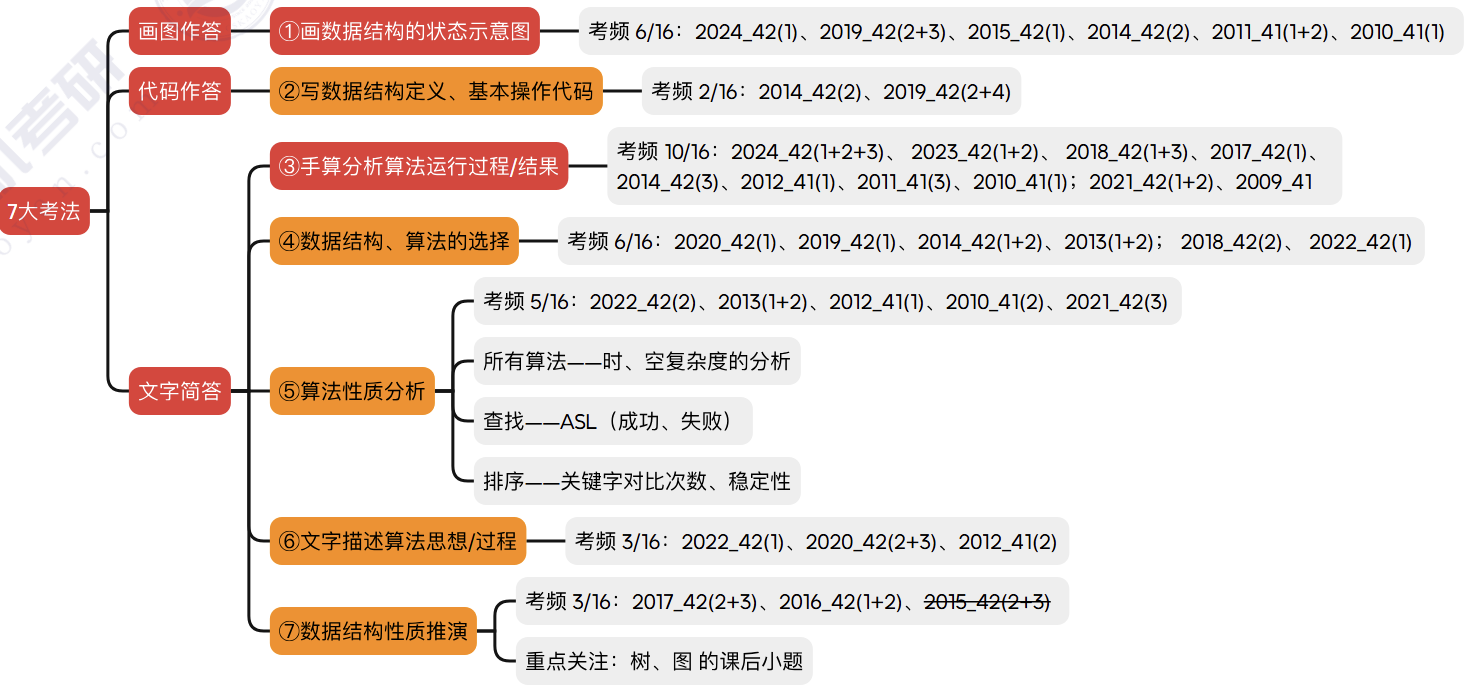 7大考法
画图作答
①画数据结构的状态示意图
考频 6/16：2024_42(1)、2019_42(2+3)、2015_42(1)、2014_42(2)、2011_41(1+2)、2010_41(1)
代码作答
②写数据结构定义、基本操作代码
考频 2/16：2014_42(2)、2019_42(2+4)
文字简答
③手算分析算法运行过程/结果
考频 10/16：2024_42(1+2+3)、 2023_42(1+2)、 2018_42(1+3)、2017_42(1)、
2014_42(3)、2012_41(1)、2011_41(3)、2010_41(1)；2021_42(1+2)、2009_41
④数据结构、算法的选择
考频 6/16：2020_42(1)、2019_42(1)、2014_42(1+2)、2013(1+2)； 2018_42(2)、 2022_42(1)
⑤算法性质分析
考频 5/16：2022_42(2)、2013(1+2)、2012_41(1)、2010_41(2)、2021_42(3)
所有算法——时、空复杂度的分析
查找——ASL（成功、失败）
排序——关键字对比次数、稳定性
⑥文字描述算法思想/过程
考频 3/16：2022_42(1)、2020_42(2+3)、2012_41(2)
⑦数据结构性质推演
考频 3/16：2017_42(2+3)、2016_42(1+2)、2015_42(2+3)
重点关注：树、图 的课后小题
机考研